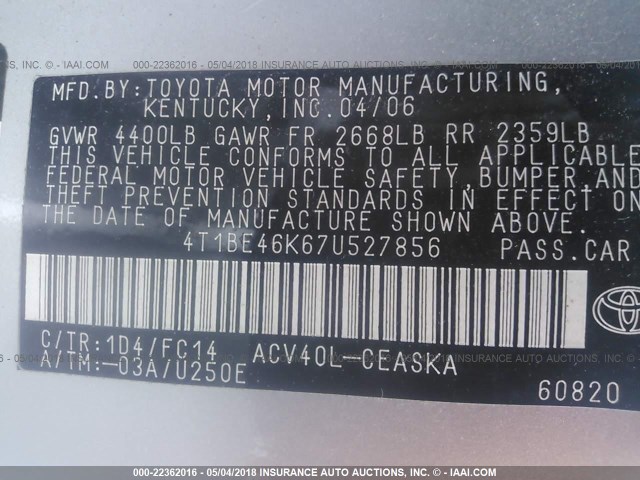 000-22362016 - 05/04/2018 INSURANCE AUTO AUCTIONS, INC. - © - IAAI.COM
MFD.BY:TOYOTA MOTOR MANUFACTURING,
KENTUCKY,INC.04/06
GVWR 4400LB GAWR FR 2668LB RR 2359LB
THIS VEHICLE CONFORMS TO ALL APPLICABLE
FEDERAL MOTOR VEHICLE SAFETY,BUMPER,AND
THEFT PREVENTION STANDARDS IN EFFECT ON
THE DATE OF MANUFACTURE SHOWN ABOVE.
4T1BE46K67U527856 PASS.CAR
C/TR:1D4/FC14 ACV40L-CEASKA
A/TM:-03A/U250E
60820
000-22362016 - 05/04/2018 INSURANCE AUTO AUCTIONS, INC. - © - IAAI.COM